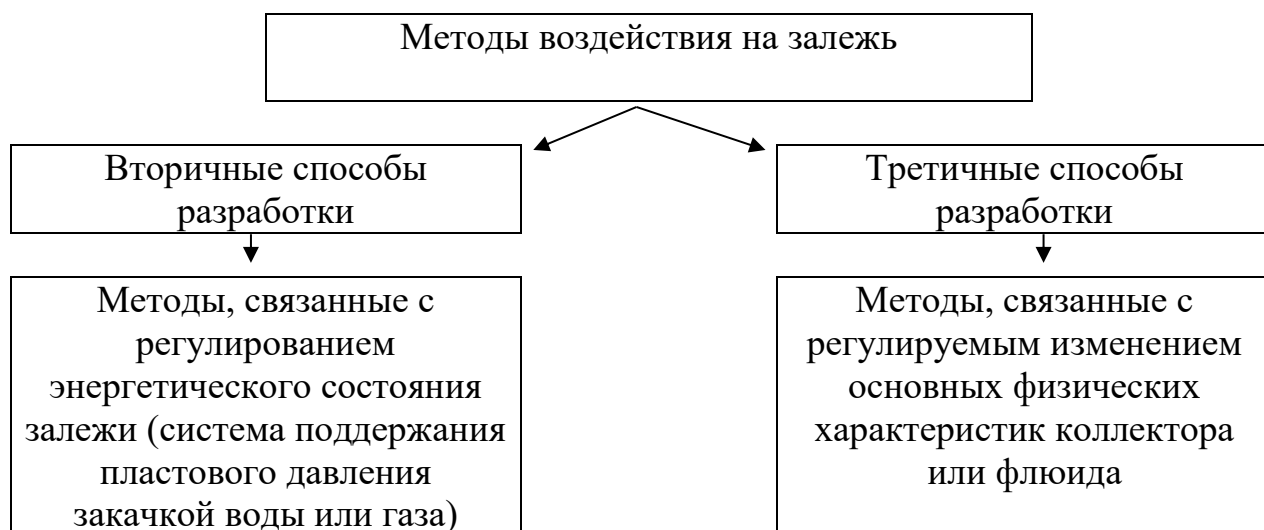 Методы воздействия на залежь
Вторичные способы
разработки
Третичные способы
разработки
Методы, связанные с
регулированием
энергетического состояния
залежи (система поддержания
пластового давления
закачкой воды или газа)
Методы, связанные с
регулируемым изменением
основных физических
характеристик коллектора
или флюида